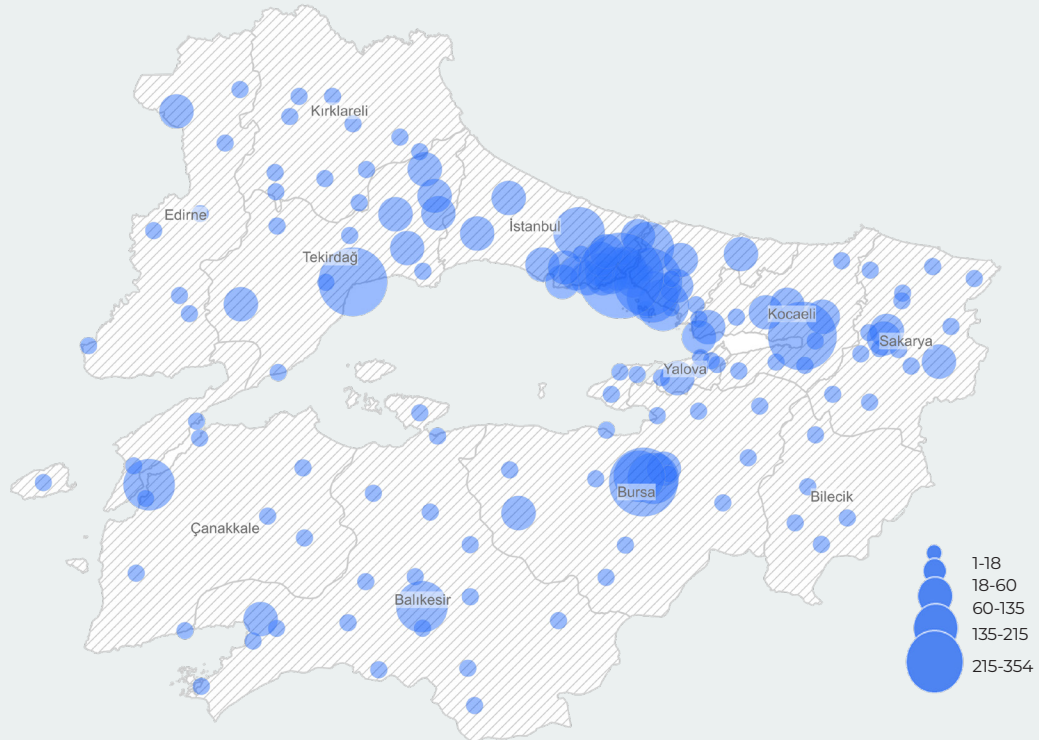 Kırklareli
Edirne
İstanbul
Tekirdağ
Kocaeli
Sakarya
Yalova
Bursa
Bilecik
Çanakkale
Balıkesir
1-18
18-60
60-135
135-215
215-354